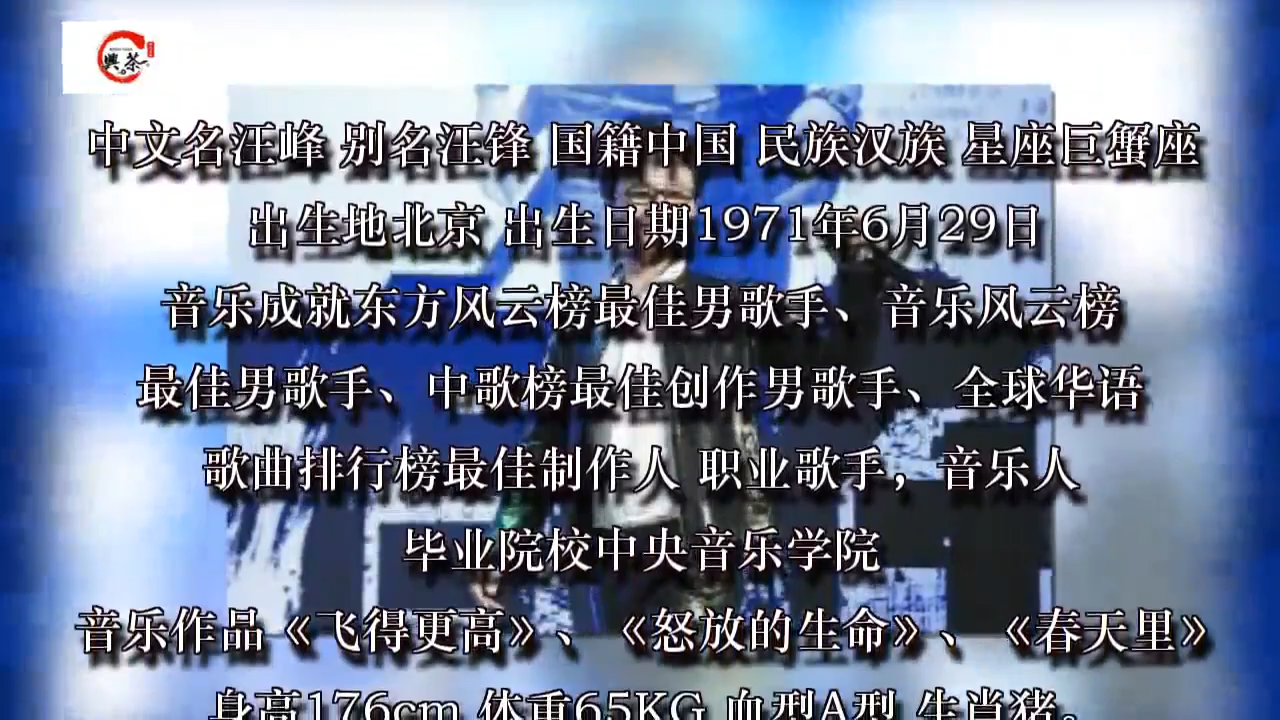 興茶
中文名汪峰 别名汪锋 国籍中国 民族汉族 星座巨蟹座
出生地北京 出生日期1971年6月29日
音乐成就东方风云榜最佳男歌手、音乐风云榜
最佳男歌手、中歌榜最佳创作男歌手、全球华语
歌曲排行榜最佳制作人 职业歌手，音乐人
毕业院校中央音乐学院
音乐作品《飞得更高》、《怒放的生命》、《春天里》
身高176cm 体重65KG 血型A型 生肖猪。